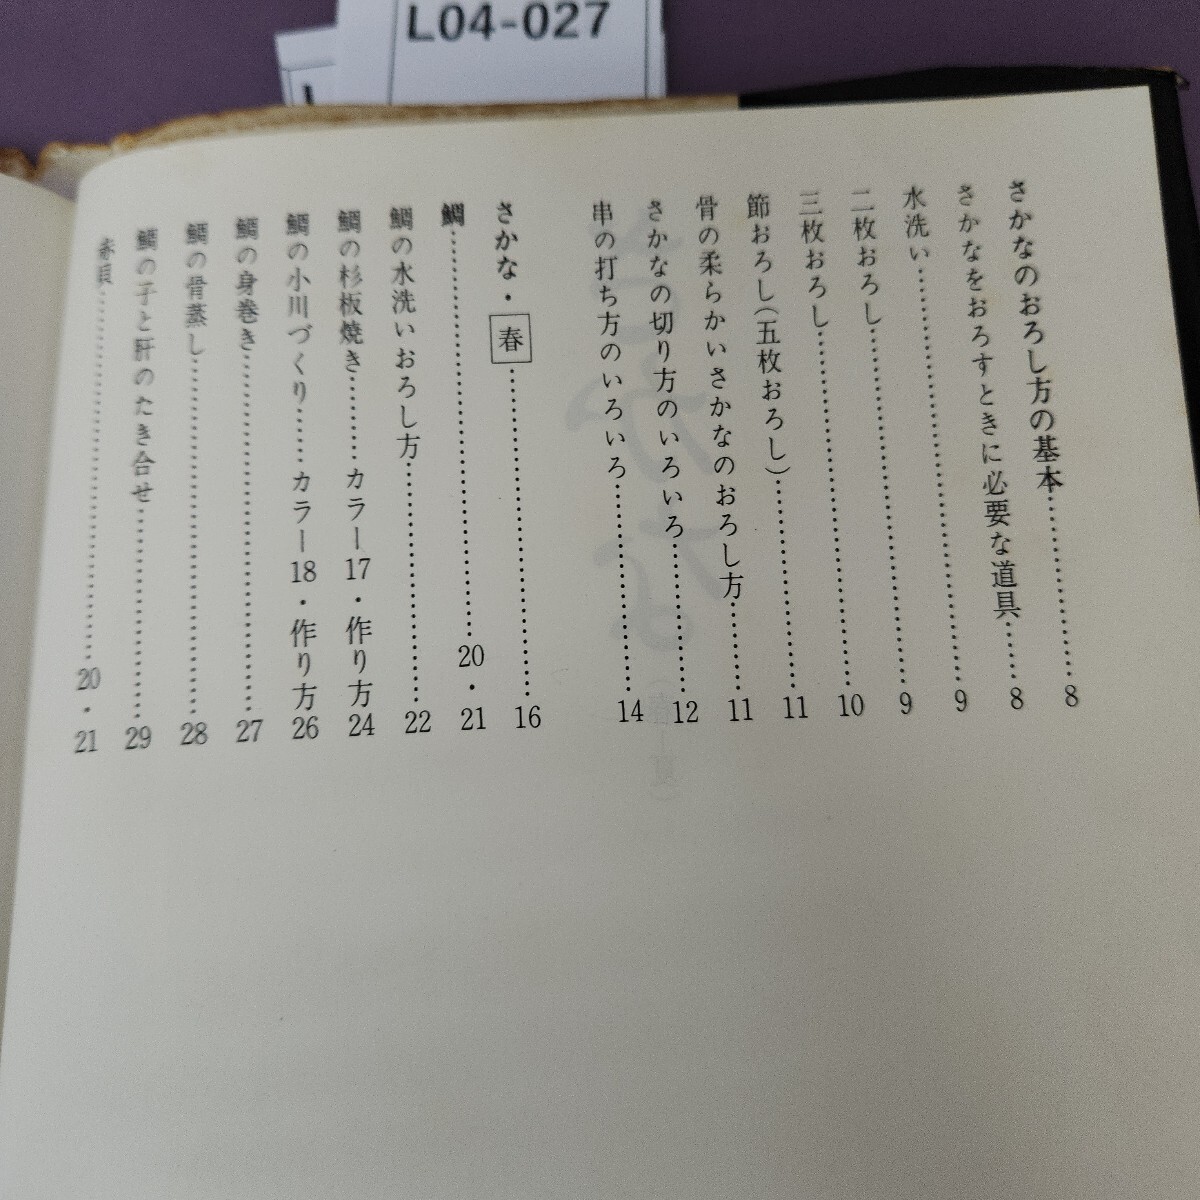 L04-027
さかなのおろし方の基本…………………8
さかなをおろすときに必要な道具……8
水洗い…………………………………9
二枚おろし……………………………9
三枚おろし……………………………10
節おろし(五枚おろし)…………………11
骨の柔らかいさかなのおろし方………11
さかなの切り方のいろいろ……………12
串の打ち方のいろいろ…………………14
さかな・春……………………………16
鯛…………………………………20・21
鯛の水洗いおろし方……………………22
鯛の杉板焼き………カラー17・作り方24
鯛の小川づくり……カラー18・作り方26
鯛の身巻き……………………………27
鯛の骨蒸し……………………………28
鯛の子と肝のたき合せ…………………29
赤貝………………………………20・21